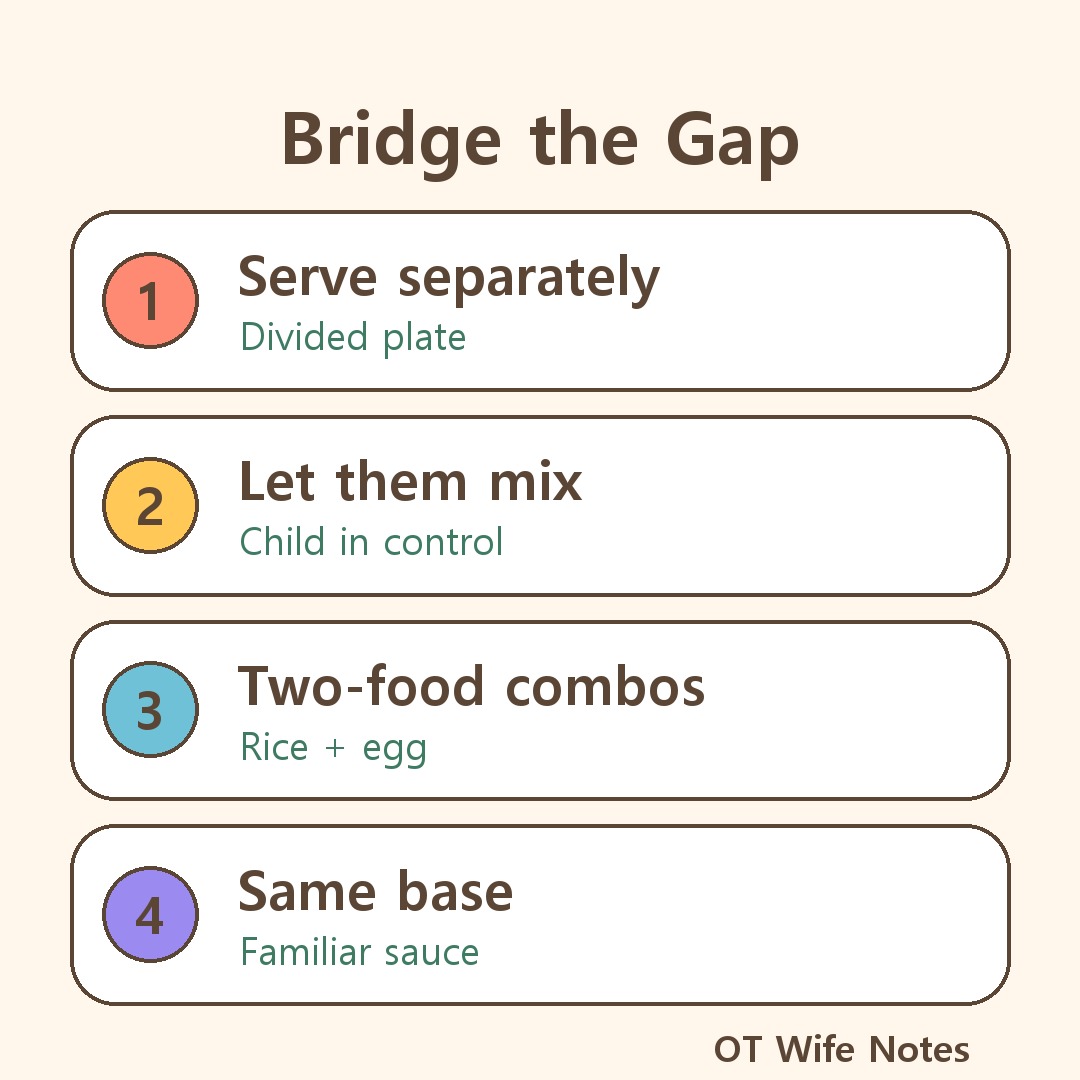 Bridge the Gap
1
Serve separately
Divided plate
2
Let them mix
Child in control
3
Two-food combos
Rice + egg
4
Same base
Familiar sauce
OT Wife Notes